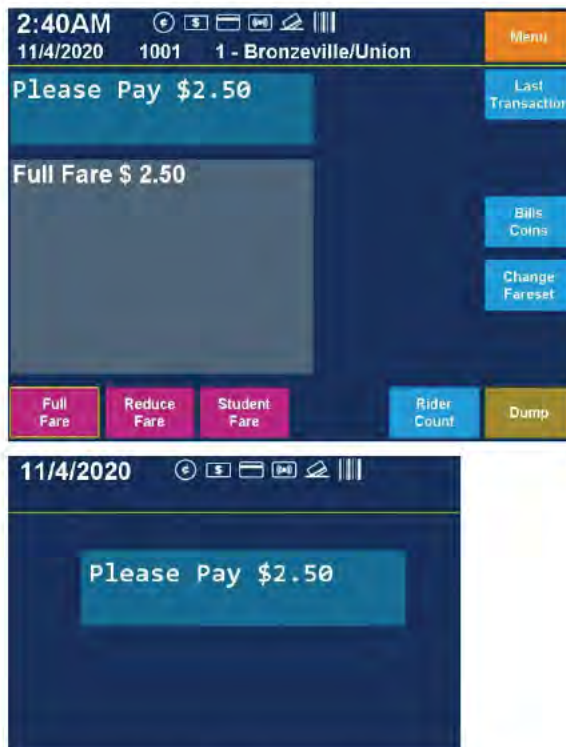 2:40AM
11/4/2020 1001 1 - Bronzeville/Union
Menu
Please Pay $2.50
Last
Transaction
Full Fare $ 2.50
Bills
Coins
Change
Fareset
Full
Fare
Reduce
Fare
Student
Fare
Rider
Count
Dump
11/4/2020
Please Pay $2.50